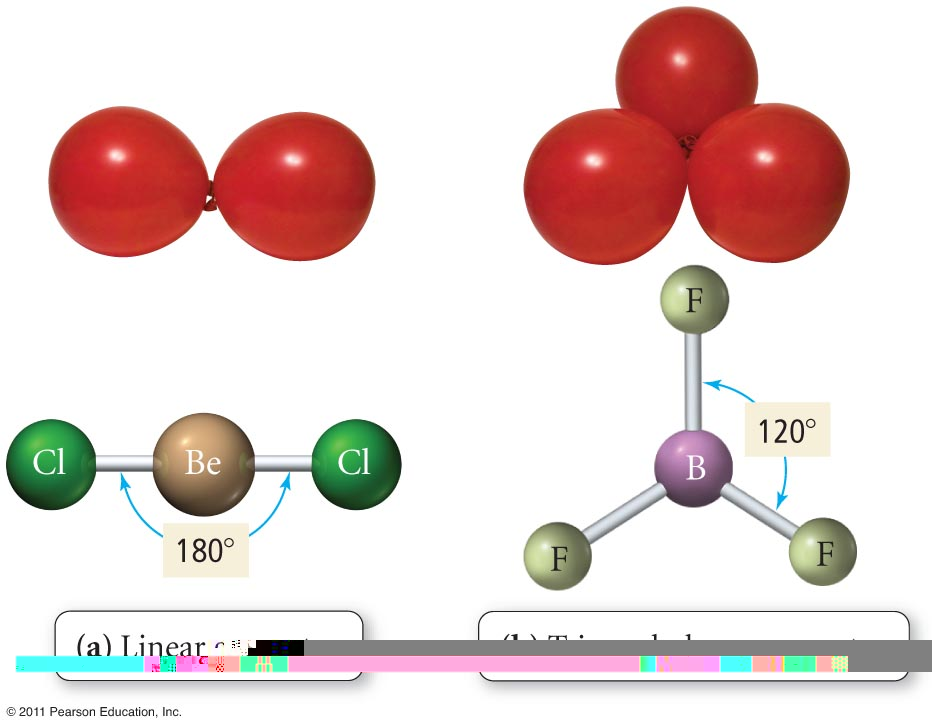 F
120°
Cl Be Cl
B
180°
F F
(a) Linear
© 2011 Pearson Education, Inc.